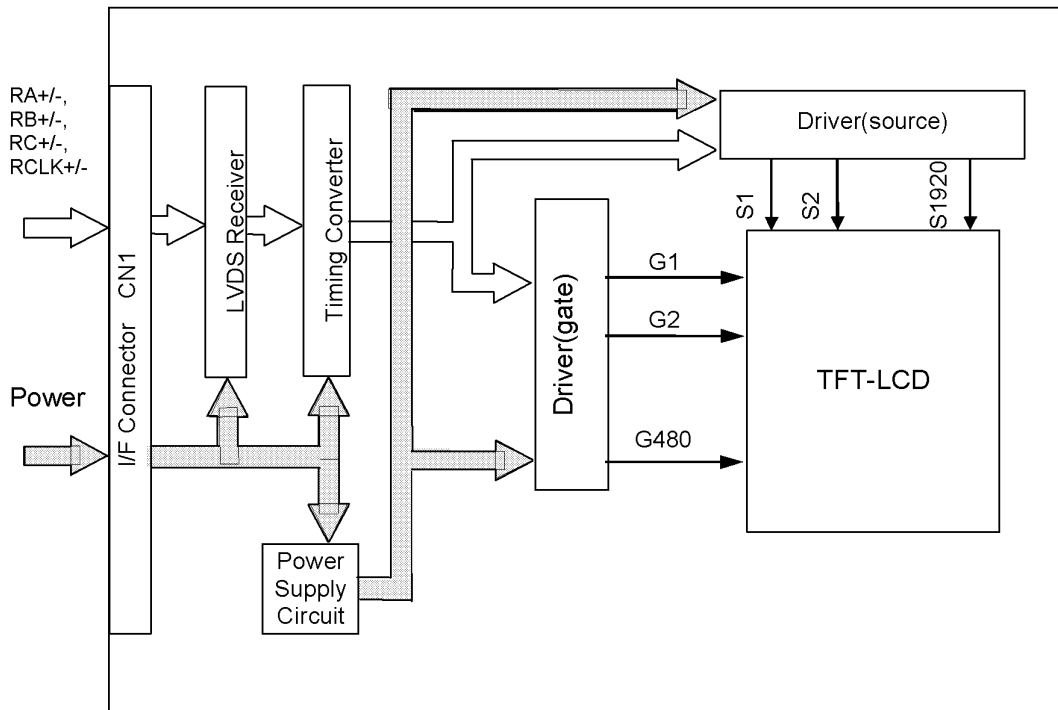 RA+/-,
RB+/-,
RC+/-,
RCLK+/-
Power
I/F Connector CN1
LVDS Receiver
Timing Converter
Power
Supply
Circuit
Driver(gate)
Driver(source)
S1
S2
S1920
G1
G2
G480
TFT-LCD